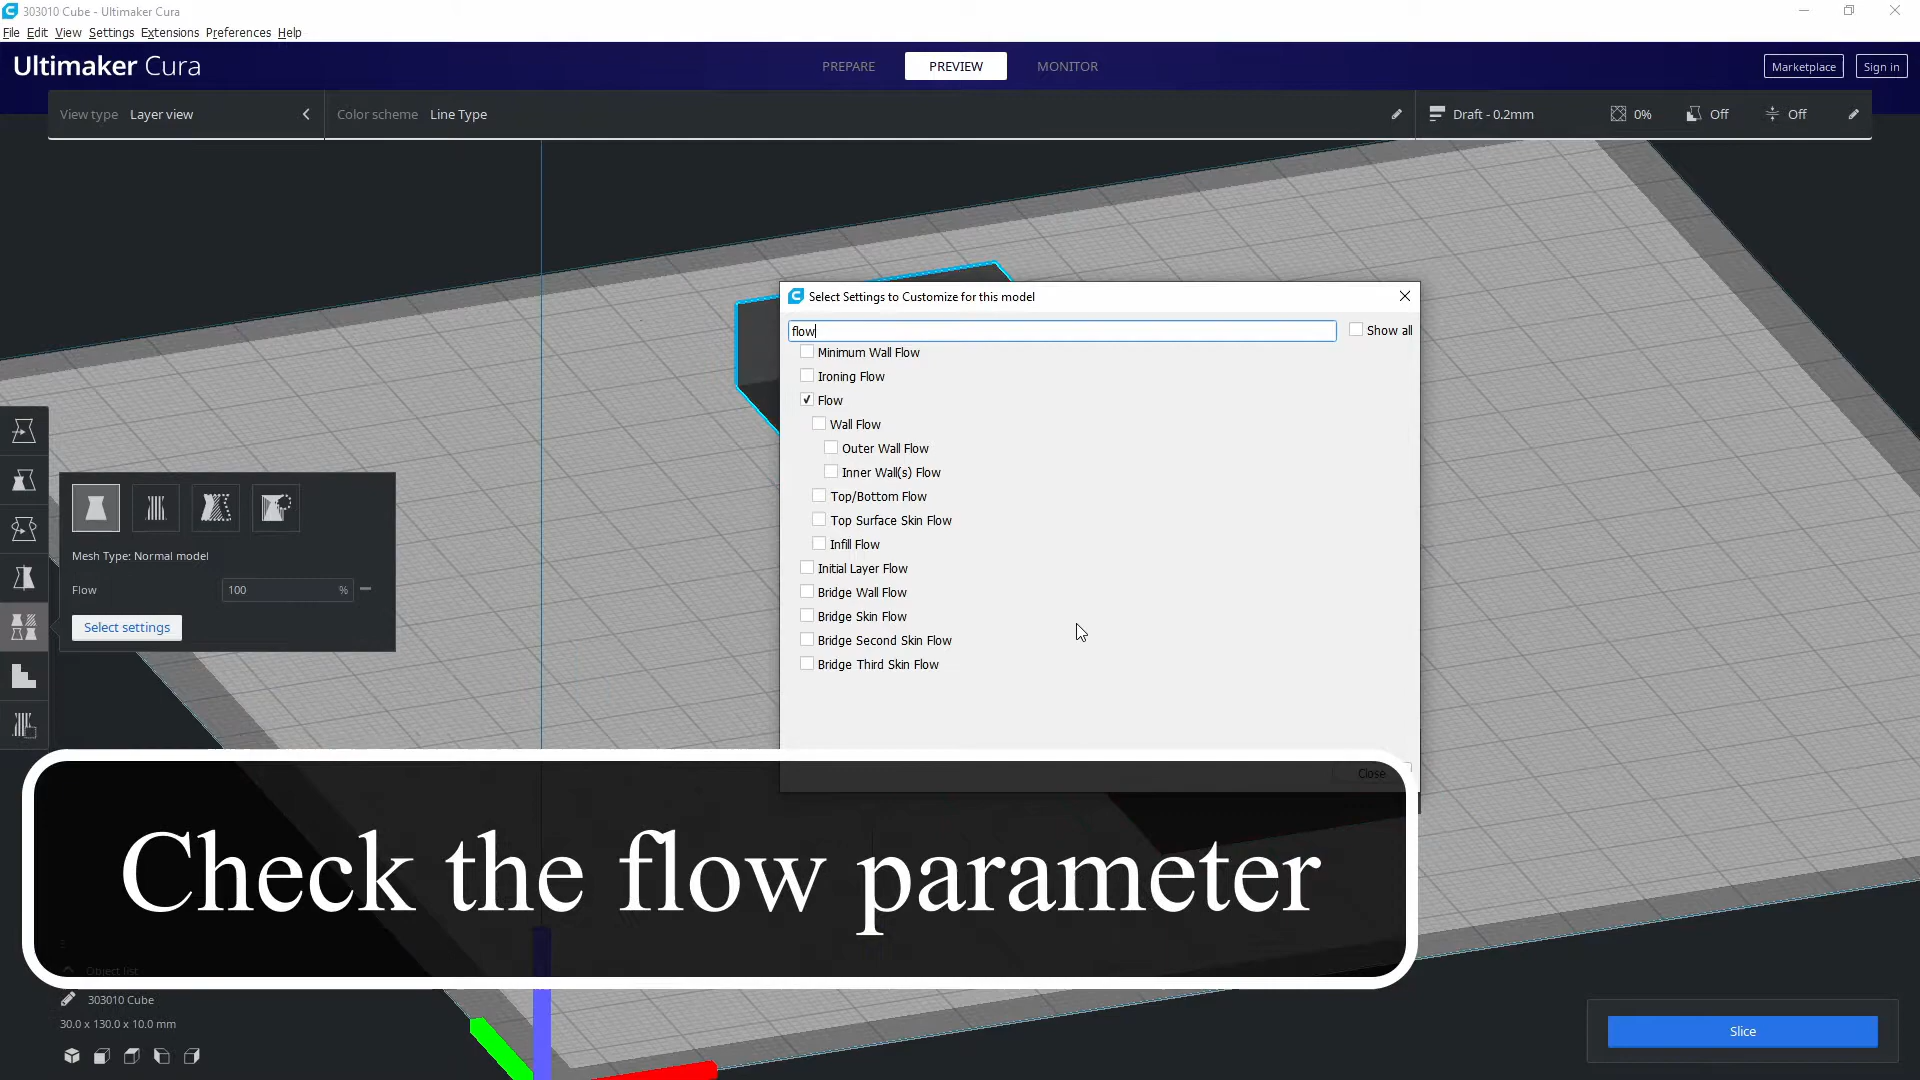 303010 Cube - Ultimaker Cura
File Edit View Settings Extensions Preferences Help
Ultimaker Cura
PREPARE PREVIEW MONITOR
Marketplace Sign in
View type Layer view Color scheme Line Type Draft - 0.2mm 0% Off Off
Select Settings to Customize for this model
flow Show all
Minimum Wall Flow
Ironing Flow
Flow
Wall Flow
Outer Wall Flow
Inner Wall(s) Flow
Top/Bottom Flow
Top Surface Skin Flow
Infill Flow
Initial Layer Flow
Bridge Wall Flow
Bridge Skin Flow
Bridge Second Skin Flow
Bridge Third Skin Flow
Close
Mesh Type: Normal model
Flow 100 %
Select settings
Check the flow parameter
Object list
303010 Cube
30.0 x 130.0 x 10.0 mm
Slice